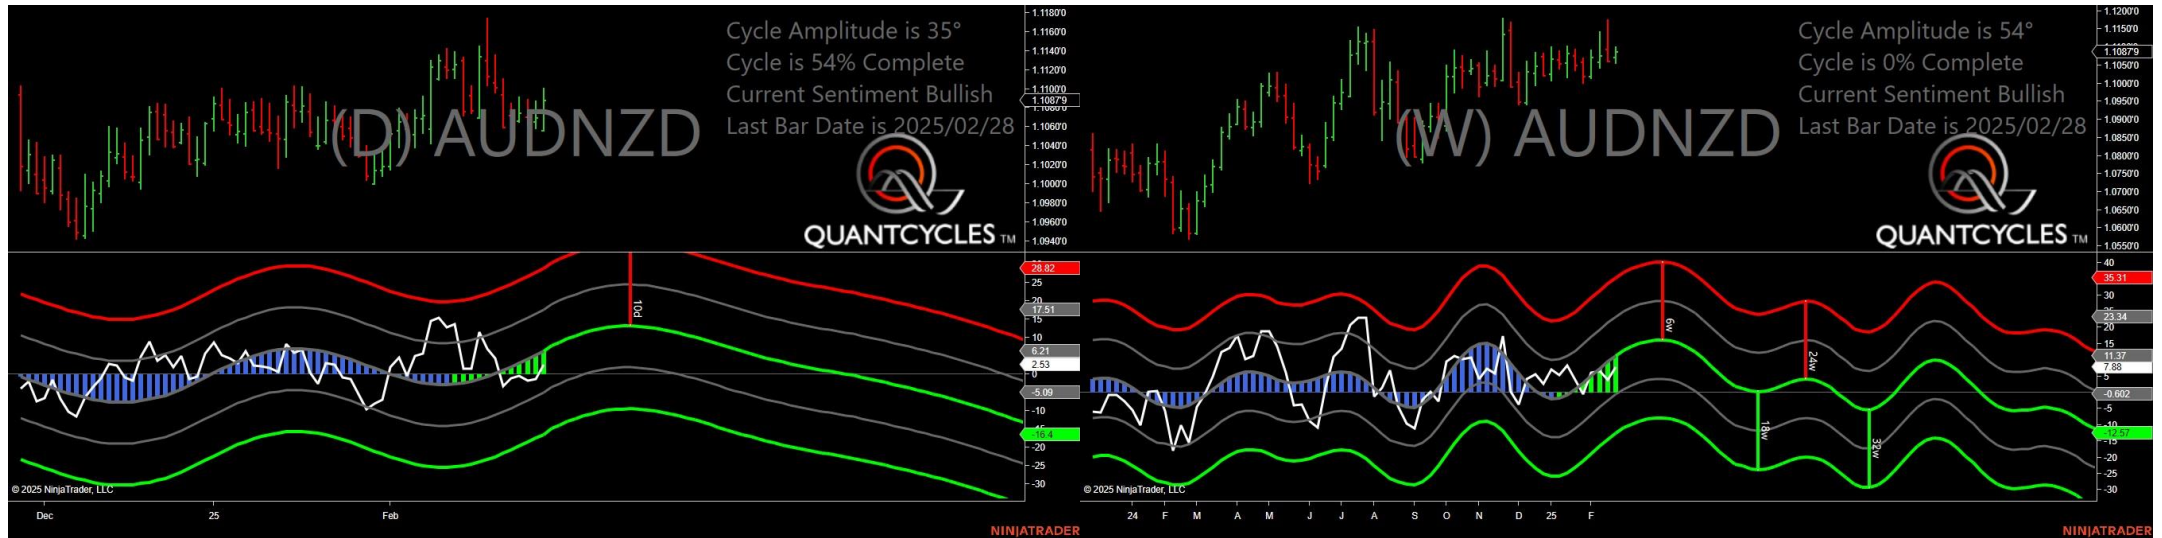 Cycle Amplitude is 35°
Cycle is 54% Complete
Current Sentiment Bullish
Last Bar Date is 2025/02/28
(D) AUDNZD
QUANTCYCLES TM
1.1180'0
1.1160'0
1.1140'0
1.1120'0
1.1100'0
1.1087'9
1.1060'0
1.1040'0
1.1020'0
1.1000'0
1.0980'0
1.0960'0
1.0940'0
28.82
25
20
17.51
15
10
6.21
2.53
0
-5.09
-10
-16.4
-20
-25
-30
10d
© 2025 NinjaTrader, LLC
Dec
25
Feb
NINJATRADER
Cycle Amplitude is 54°
Cycle is 0% Complete
Current Sentiment Bullish
Last Bar Date is 2025/02/28
(W) AUDNZD
QUANTCYCLES TM
1.1200'0
1.1150'0
1.1087'9
1.1050'0
1.1000'0
1.0950'0
1.0900'0
1.0850'0
1.0800'0
1.0750'0
1.0700'0
1.0650'0
1.0600'0
1.0550'0
40
35.31
30
23.34
20
15
11.37
7.88
5
-0.602
-5
-12.57
-15
-20
-25
-30
6w
24w
18w
32w
© 2025 NinjaTrader, LLC
24 F M A M J J A S O N D 25 F
NINJATRADER